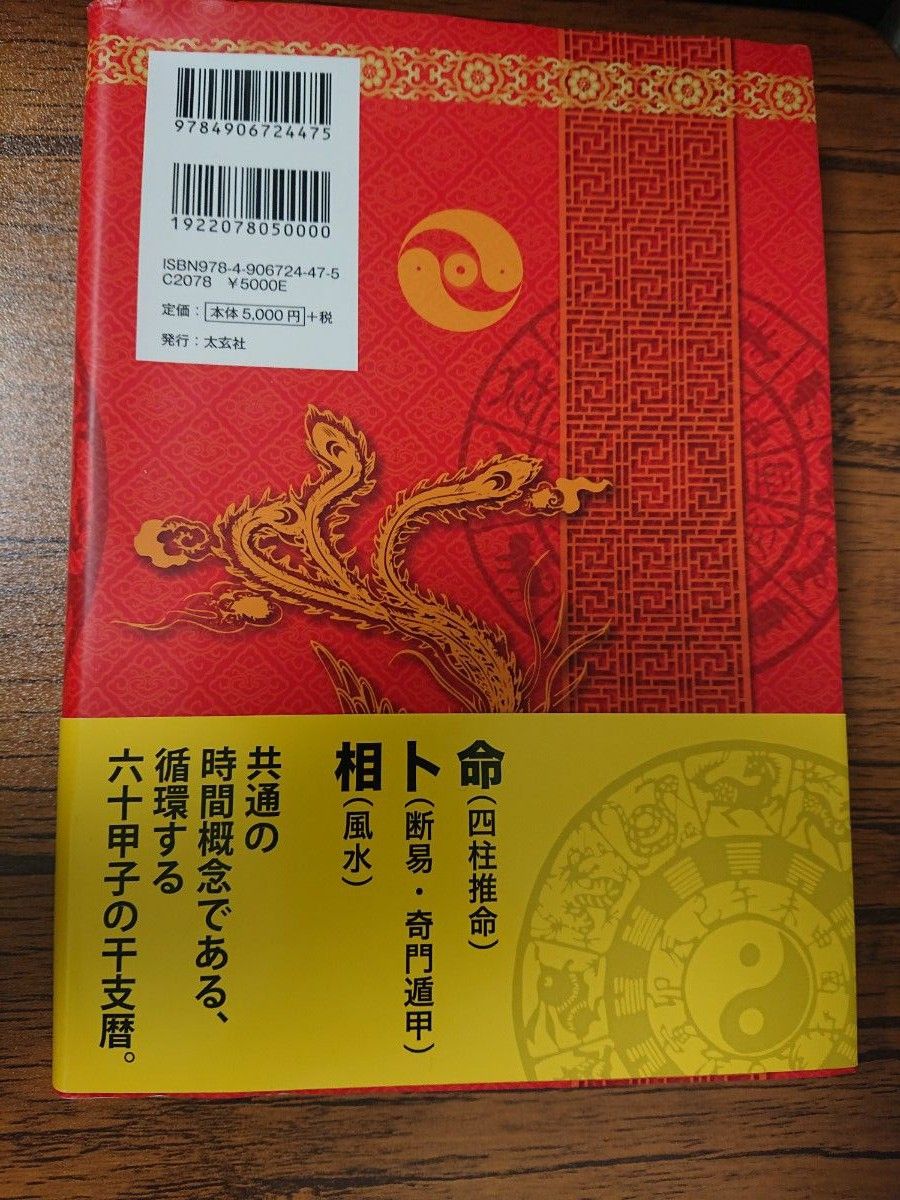 9784906724475
1922078050000
ISBN978-4-906724-47-5
C2078 ¥5000E
定価：本体 5,000 円+税
発行：太玄社
命（四柱推命）
卜（断易・奇門遁甲）
相（風水）
共通の
時間概念である、
循環する
六十甲子の干支暦。